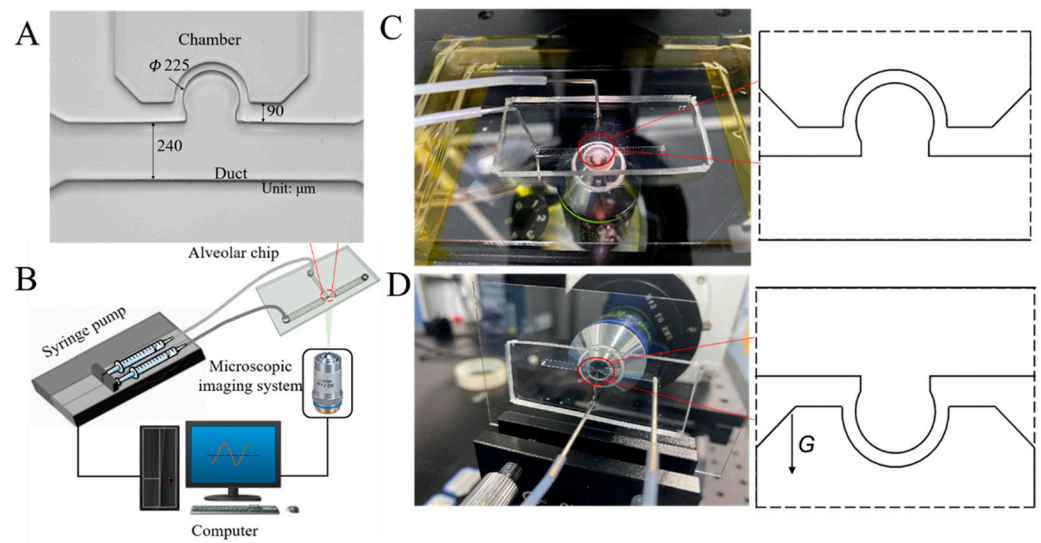 A
Chamber
Φ 225
90
240
Duct
Unit: μm
B
Alveolar chip
Syringe pump
Microscopic
imaging system
Computer
C
D
G